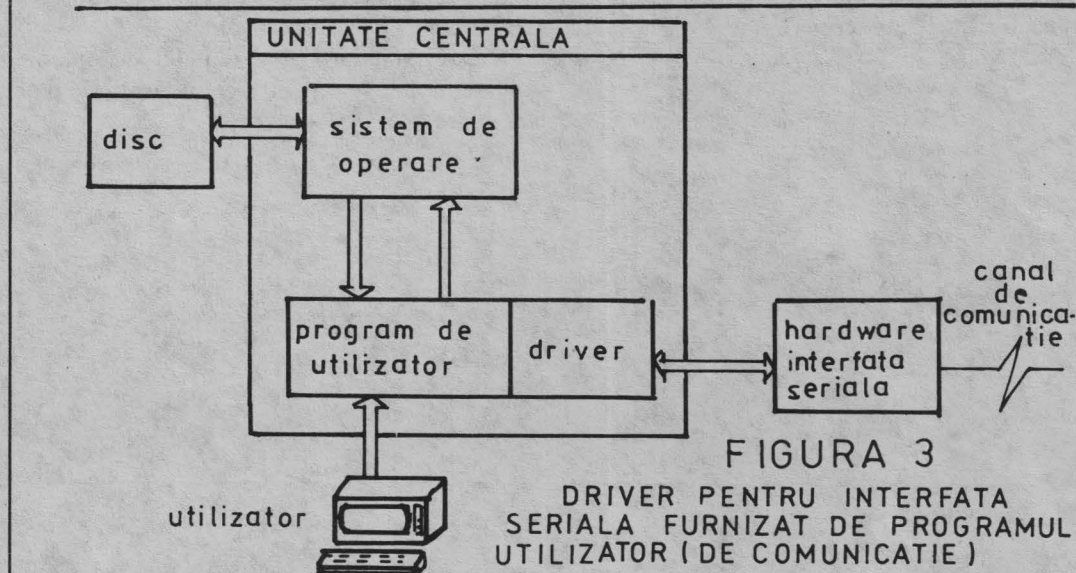 UNITATE CENTRALA
disc
sistem de
operare
program de
utilizator
driver
hardware
interfata
seriala
canal
de
comunica-
tie
utilizator
FIGURA 3
DRIVER PENTRU INTERFATA
SERIALA FURNIZAT DE PROGRAMUL
UTILIZATOR (DE COMUNICATIE)